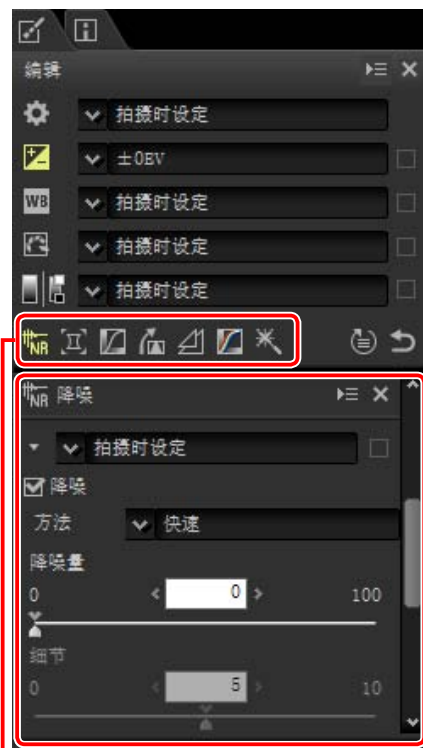 编辑
拍摄时设定
±0EV
WB 拍摄时设定
拍摄时设定
拍摄时设定
NR
NR 降噪
拍摄时设定
降噪
方法 快速
降噪量
0 0 100
细节
0 5 10